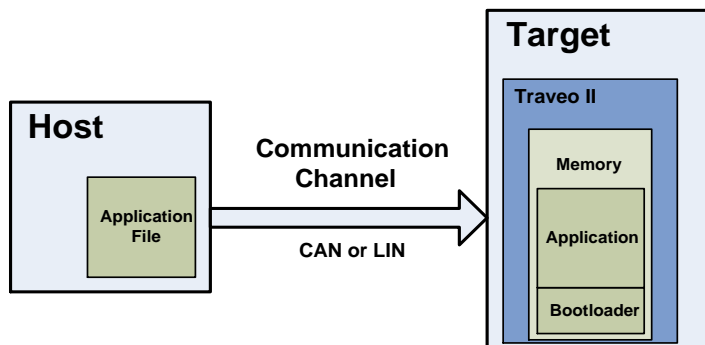 Host
Application
File
Communication
Channel
CAN or LIN
Target
Traveo II
Memory
Application
Bootloader